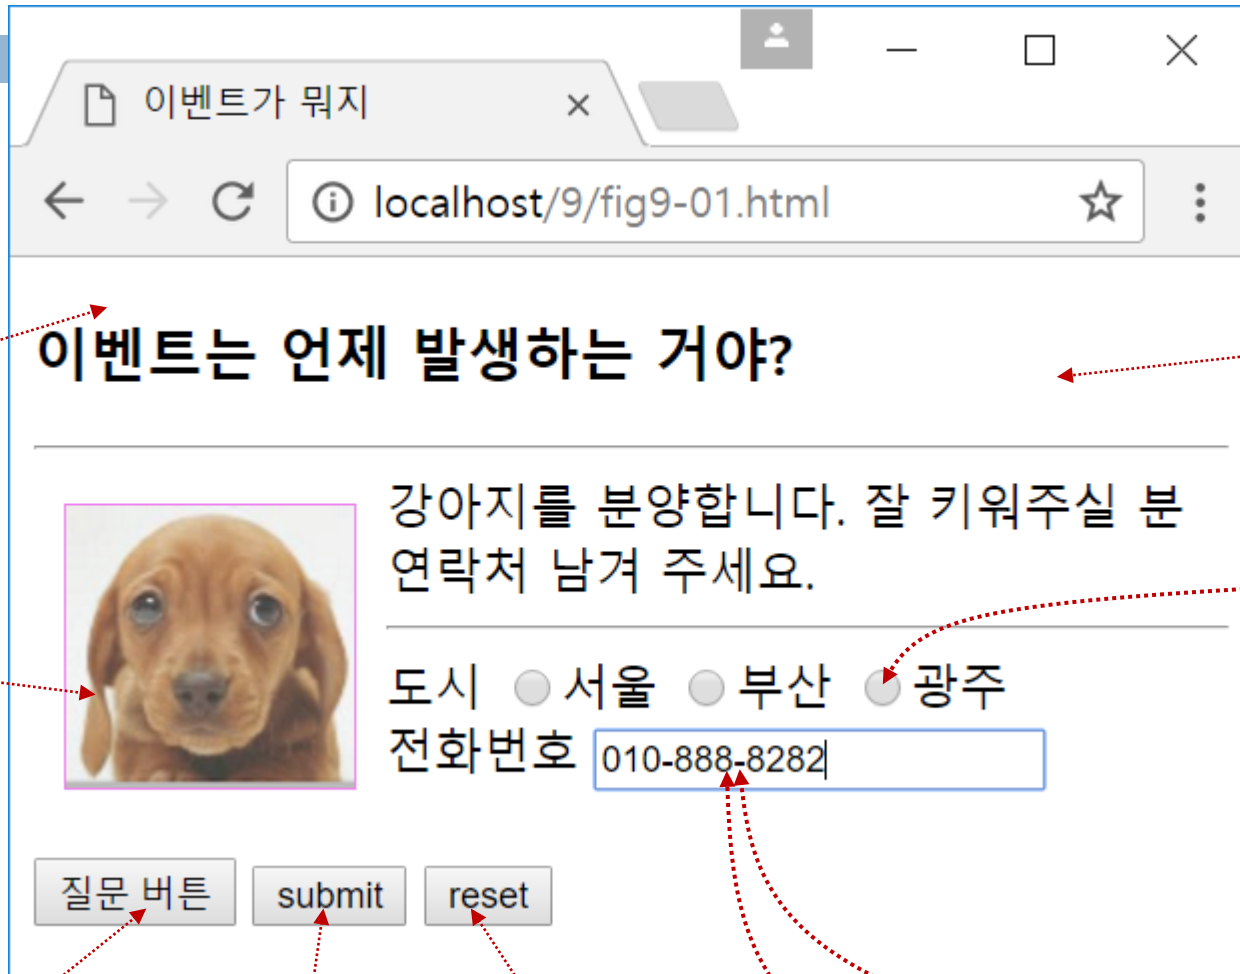 이벤트가 뭐지
localhost/9/fig9-01.html
이벤트는 언제 발생하는 거야?
강아지를 분양합니다. 잘 키워주실 분
연락처 남겨 주세요.
도시 서울 부산 광주
전화번호 010-888-8282
질문 버튼 submit reset